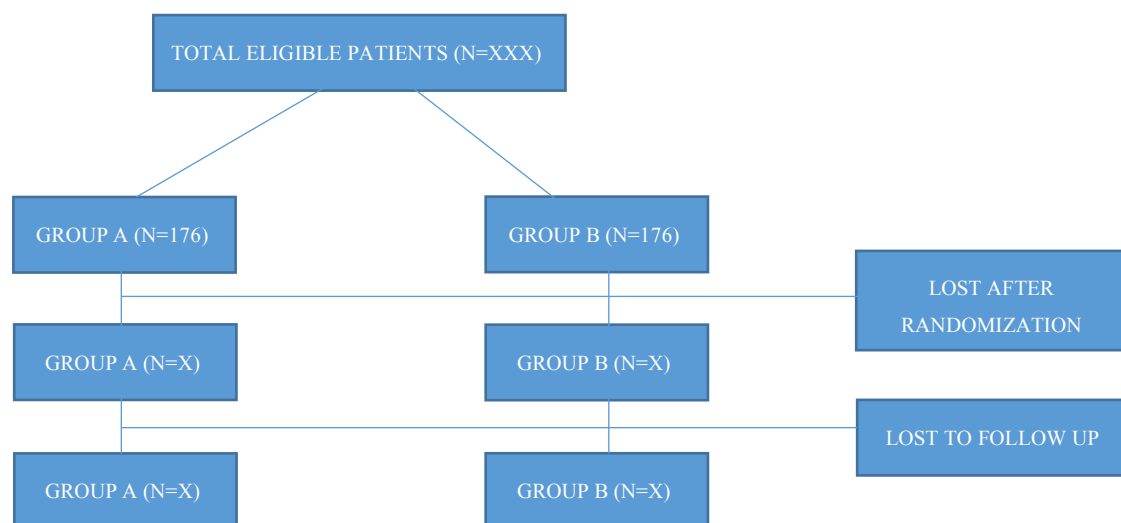 TOTAL ELIGIBLE PATIENTS (N=XXX)
GROUP A (N=176)
GROUP B (N=176)
LOST AFTER
RANDOMIZATION
GROUP A (N=X)
GROUP B (N=X)
LOST TO FOLLOW UP
GROUP A (N=X)
GROUP B (N=X)